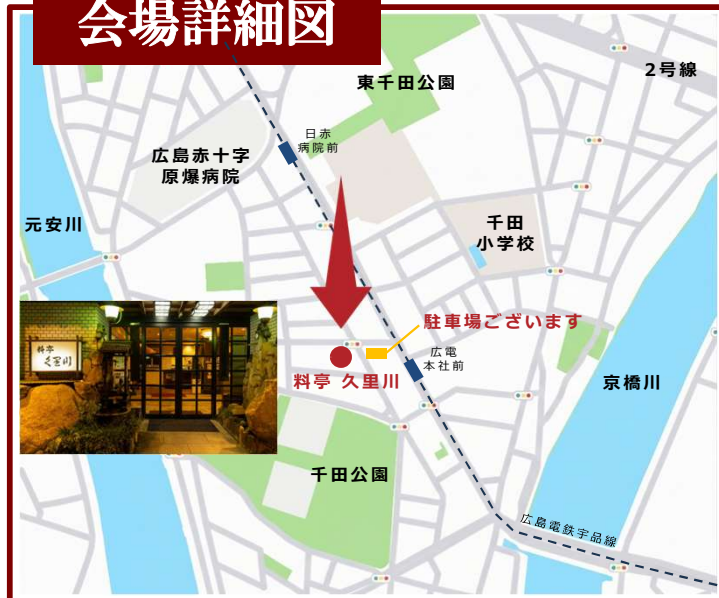 会場詳細図
2号線
東千田公園
日赤
病院前
広島赤十字
原爆病院
元安川
千田
小学校
駐車場ございます
広電
本社前
料亭 久里川
料亭
久里川
京橋川
千田公園
広島電鉄宇品線